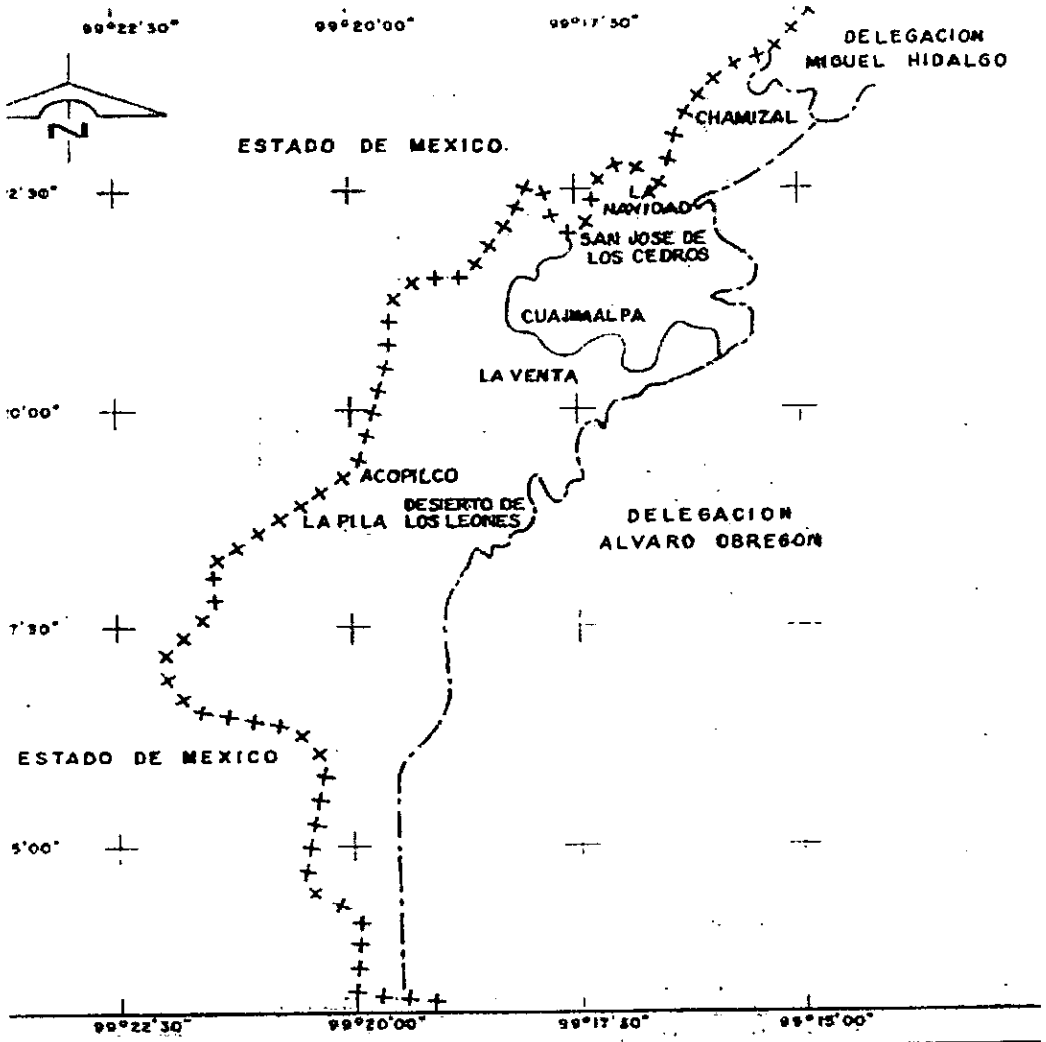 99°22'30"
99°20'00"
99°17'30"
DELEGACION
MIGUEL HIDALGO
N
CHAMIZAL
ESTADO DE MEXICO
2'30"
LA
NAVIDAD
SAN JOSE DE
LOS CEDROS
CUAJIMALPA
LA VENTA
0'00"
ACOPILCO
LA PILA
DESIERTO DE
LOS LEONES
DELEGACION
ALVARO OBREGON
7'30"
ESTADO DE MEXICO
5'00"
99°22'30"
99°20'00"
99°17'30"
99°15'00"